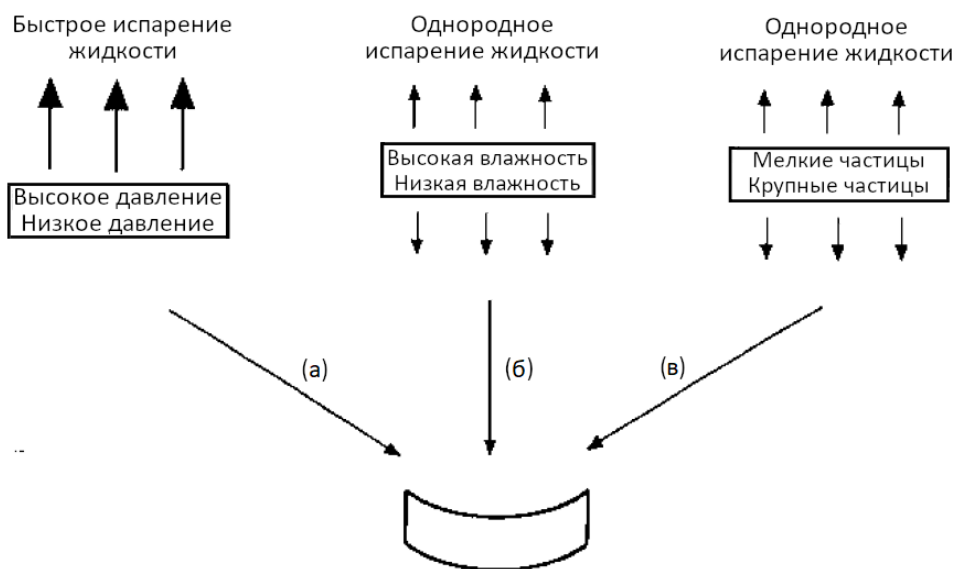 Быстрое испарение
жидкости
Высокое давление
Низкое давление
Однородное
испарение жидкости
Высокая влажность
Низкая влажность
Однородное
испарение жидкости
Мелкие частицы
Крупные частицы
(а)
(б)
(в)